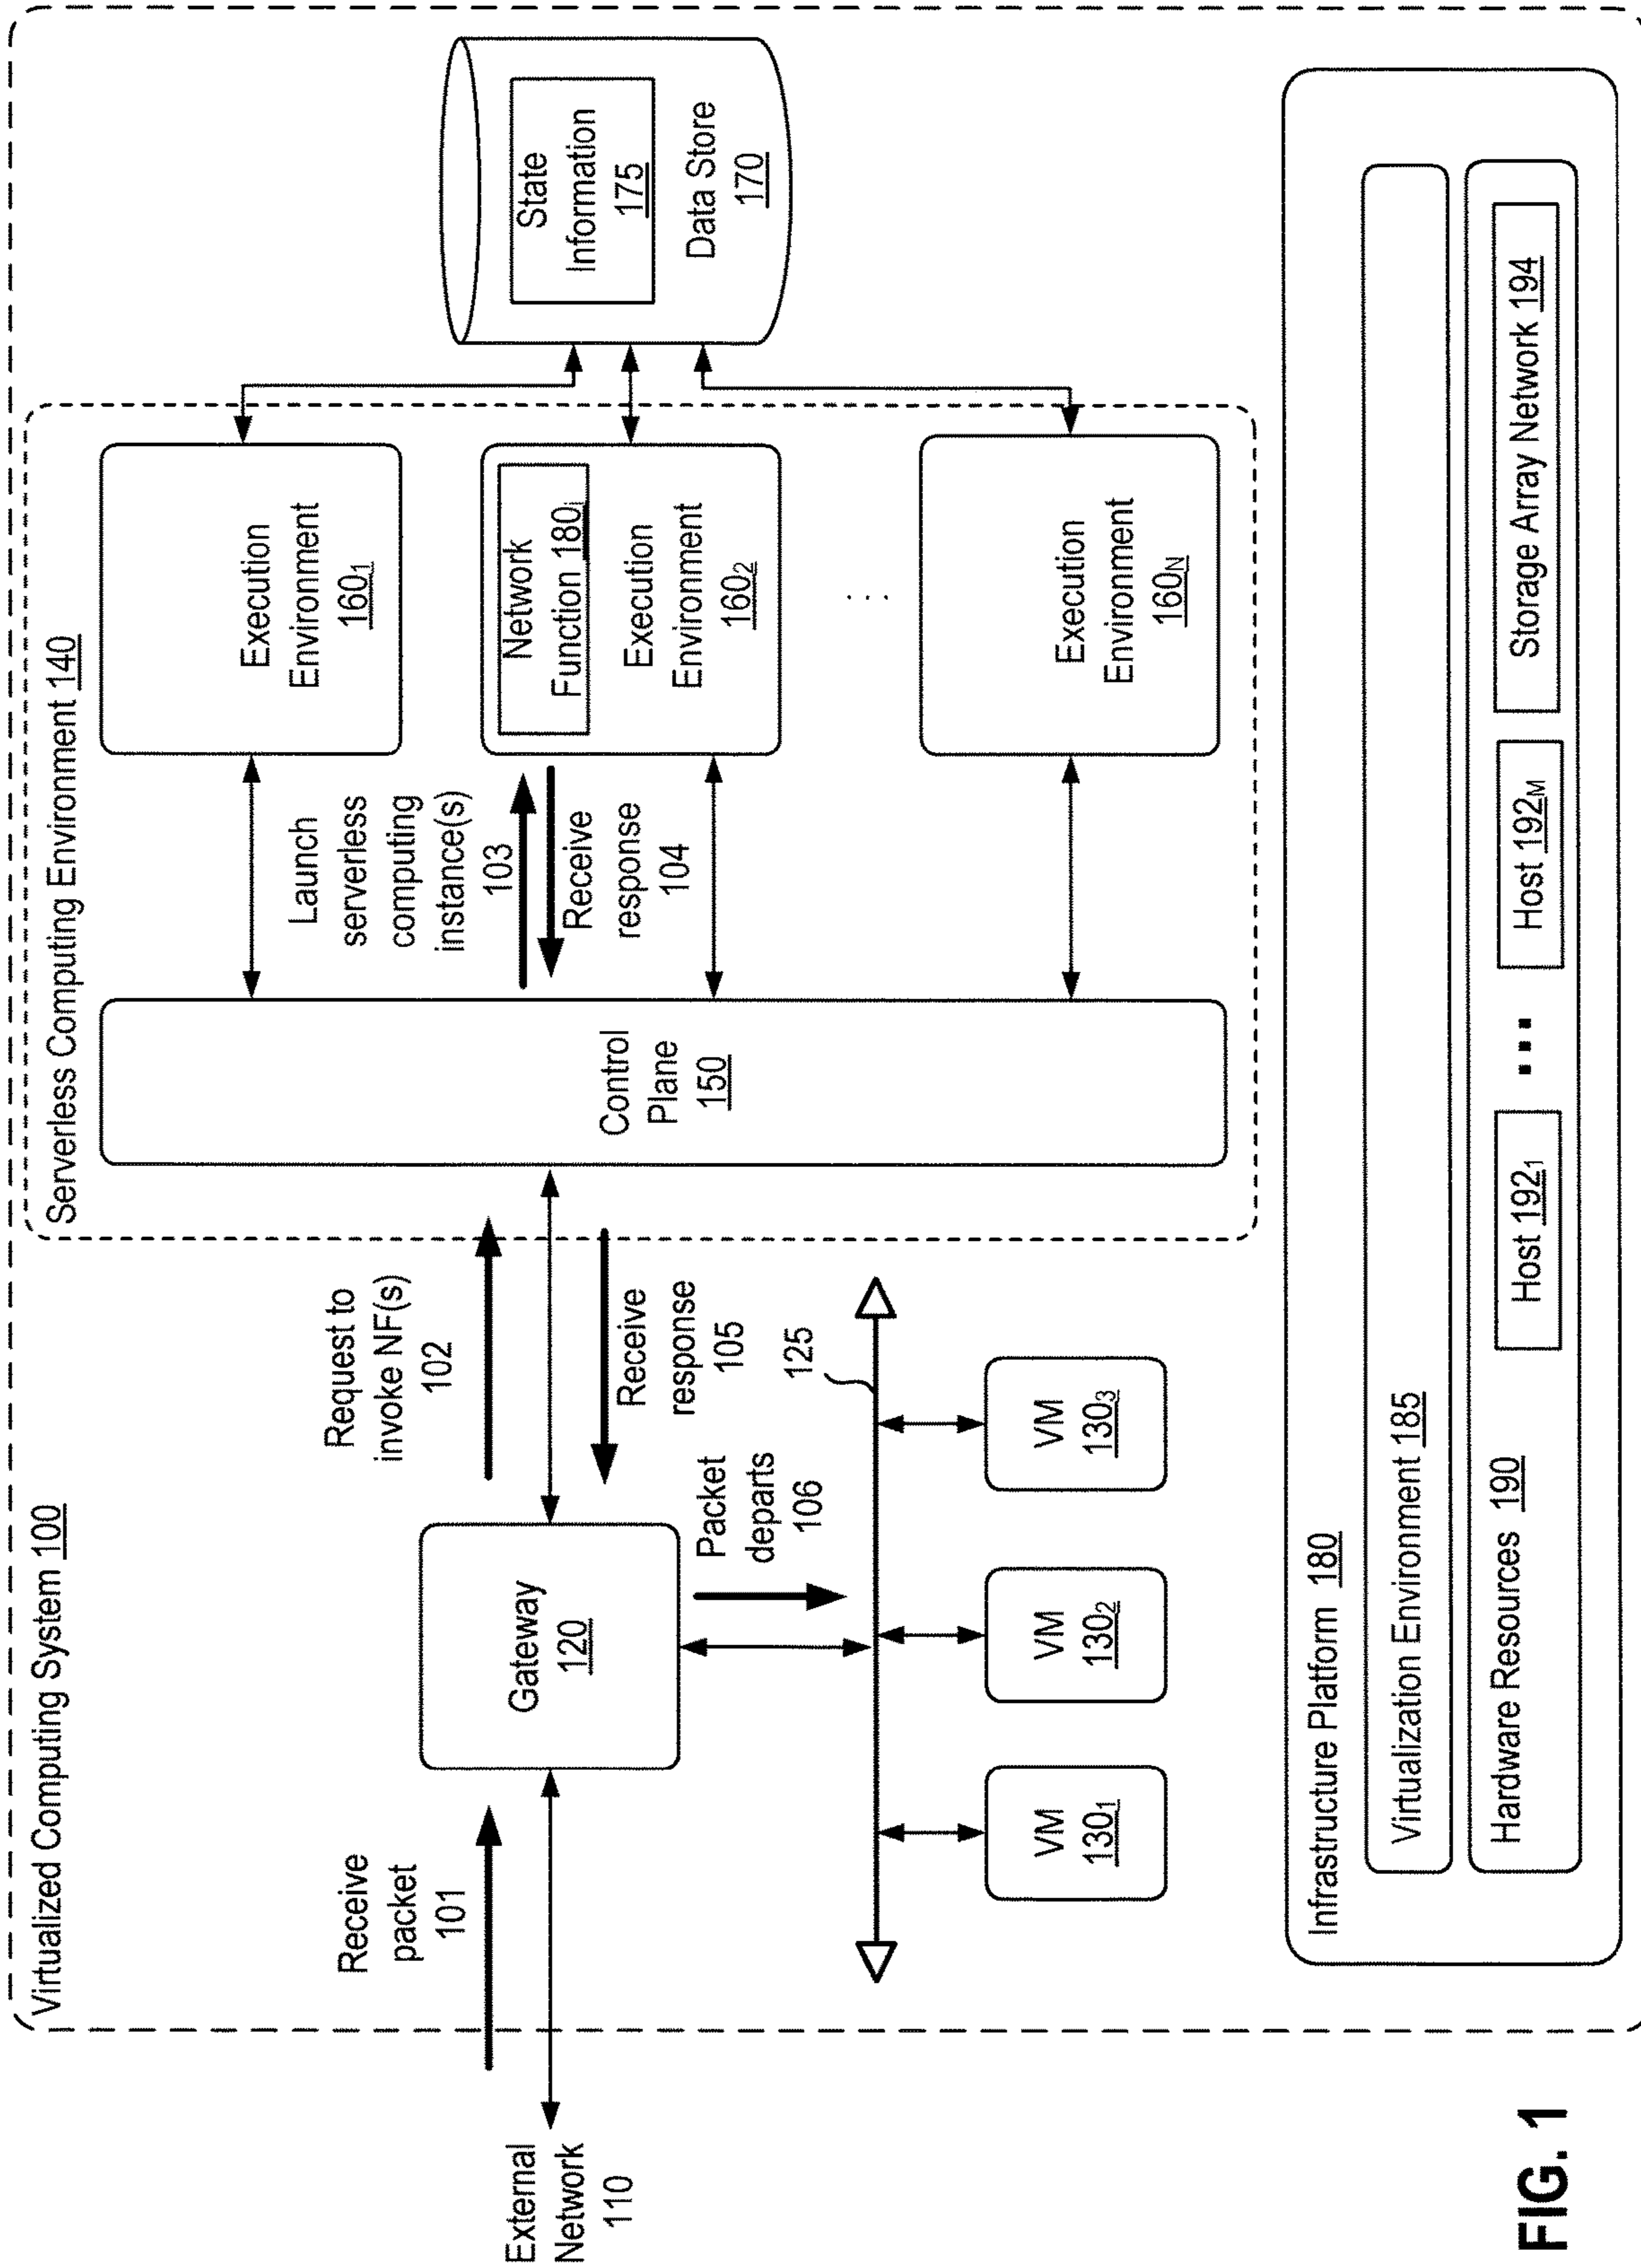 Virtualized Computing System 100
External
Network
110
Receive
packet
101
Gateway
120
Request to
invoke NF(s)
102
Receive
response
105
Packet
departs
106
125
VM
130₁
VM
130₂
VM
130₃
Serverless Computing Environment 140
Control
Plane
150
Launch
serverless
computing
instance(s)
103
Receive
response
104
Execution
Environment
160₁
Network
Function 180ᵢ
Execution
Environment
160₂
. . .
Execution
Environment
160_N
State
Information
175
Data Store
170
Infrastructure Platform 180
Virtualization Environment 185
Hardware Resources 190
Host 192₁
...
Host 192_M
Storage Array Network 194
FIG. 1